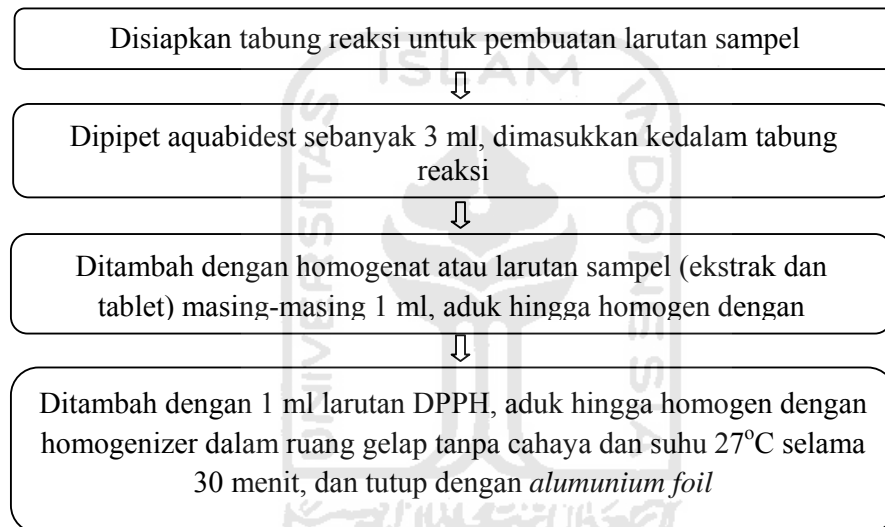 Disiapkan tabung reaksi untuk pembuatan larutan sampel
Dipipet aquabidest sebanyak 3 ml, dimasukkan kedalam tabung
reaksi
Ditambah dengan homogenat atau larutan sampel (ekstrak dan
tablet) masing-masing 1 ml, aduk hingga homogen dengan
Ditambah dengan 1 ml larutan DPPH, aduk hingga homogen dengan
homogenizer dalam ruang gelap tanpa cahaya dan suhu 27°C selama
30 menit, dan tutup dengan alumunium foil
UNIVERSITAS
ISLAM
INDONESIA